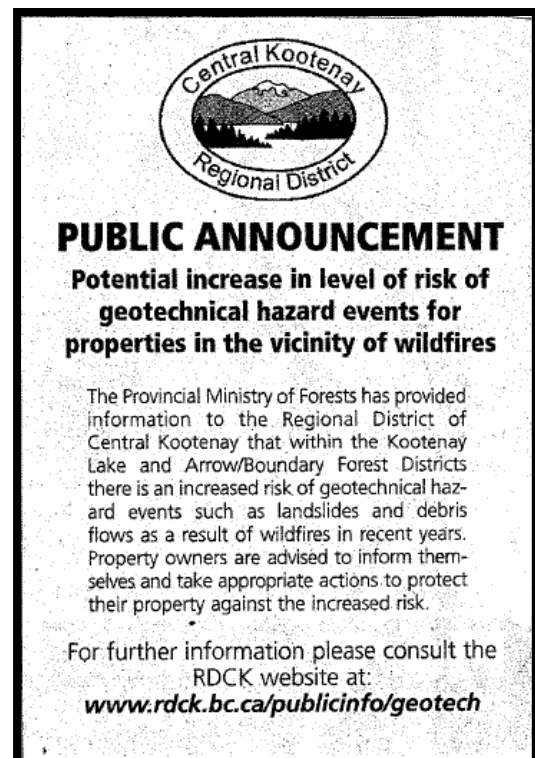 Central Kootenay
Regional District
PUBLIC ANNOUNCEMENT
Potential increase in level of risk of
geotechnical hazard events for
properties in the vicinity of wildfires
The Provincial Ministry of Forests has provided
information to the Regional District of
Central Kootenay that within the Kootenay
Lake and Arrow/Boundary Forest Districts
there is an increased risk of geotechnical haz-
ard events such as landslides and debris
flows as a result of wildfires in recent years.
Property owners are advised to inform them-
selves and take appropriate actions to protect
their property against the increased risk.
For further information please consult the
RDCK website at:
www.rdck.bc.ca/publicinfo/geotech